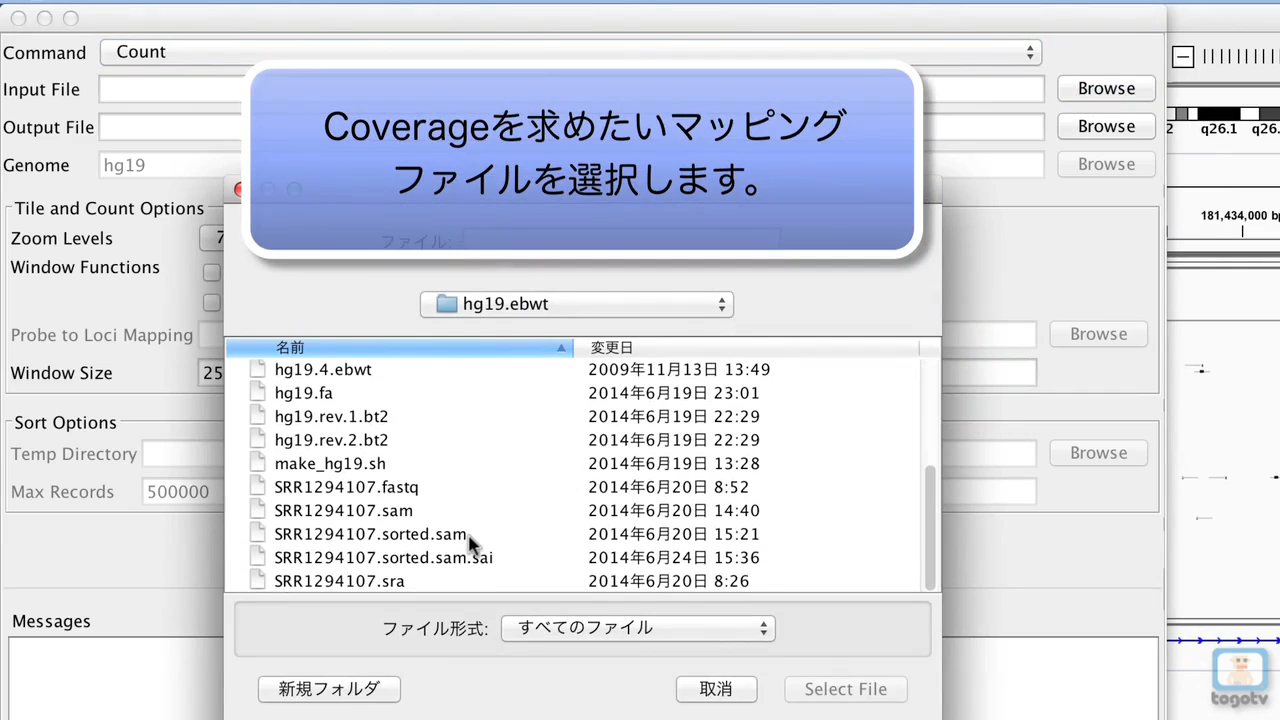 Command Count
Input File Browse
Output File Browse
Genome hg19 Browse
Coverageを求めたいマッピング
ファイルを選択します。
2 q26.1 q26.
181,434,000 bp
Tile and Count Options
Zoom Levels 7
ファイル:
Window Functions
Probe to Loci Mapping Browse
Window Size 25
Sort Options
Temp Directory Browse
Max Records 500000
Messages
hg19.ebwt
名前 変更日
hg19.4.ebwt 2009年11月13日 13:49
hg19.fa 2014年6月19日 23:01
hg19.rev.1.bt2 2014年6月19日 22:29
hg19.rev.2.bt2 2014年6月19日 22:29
make_hg19.sh 2014年6月19日 13:28
SRR1294107.fastq 2014年6月20日 8:52
SRR1294107.sam 2014年6月20日 14:40
SRR1294107.sorted.sam 2014年6月20日 15:21
SRR1294107.sorted.sam.sai 2014年6月24日 15:36
SRR1294107.sra 2014年6月20日 8:26
ファイル形式: すべてのファイル
新規フォルダ 取消 Select File
togotv